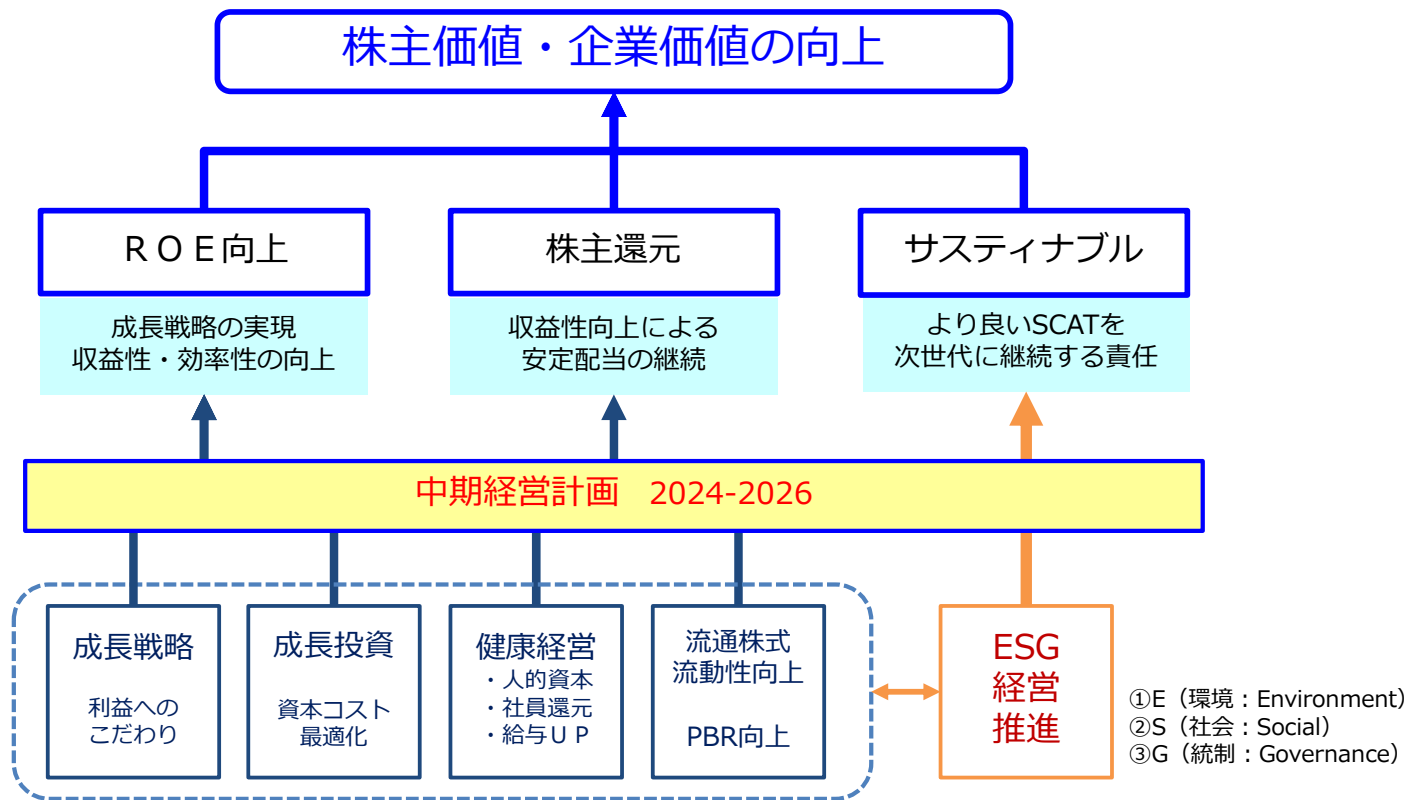 株主価値・企業価値の向上
ＲＯＥ向上
株主還元
サスティナブル
成長戦略の実現
収益性・効率性の向上
収益性向上による
安定配当の継続
より良いSCATを
次世代に継続する責任
中期経営計画　2024-2026
成長戦略
利益への
こだわり
成長投資
資本コスト
最適化
健康経営
・人的資本
・社員還元
・給与ＵＰ
流通株式
流動性向上
PBR向上
ESG
経営
推進
①E（環境：Environment）
②S（社会：Social）
③G（統制：Governance）